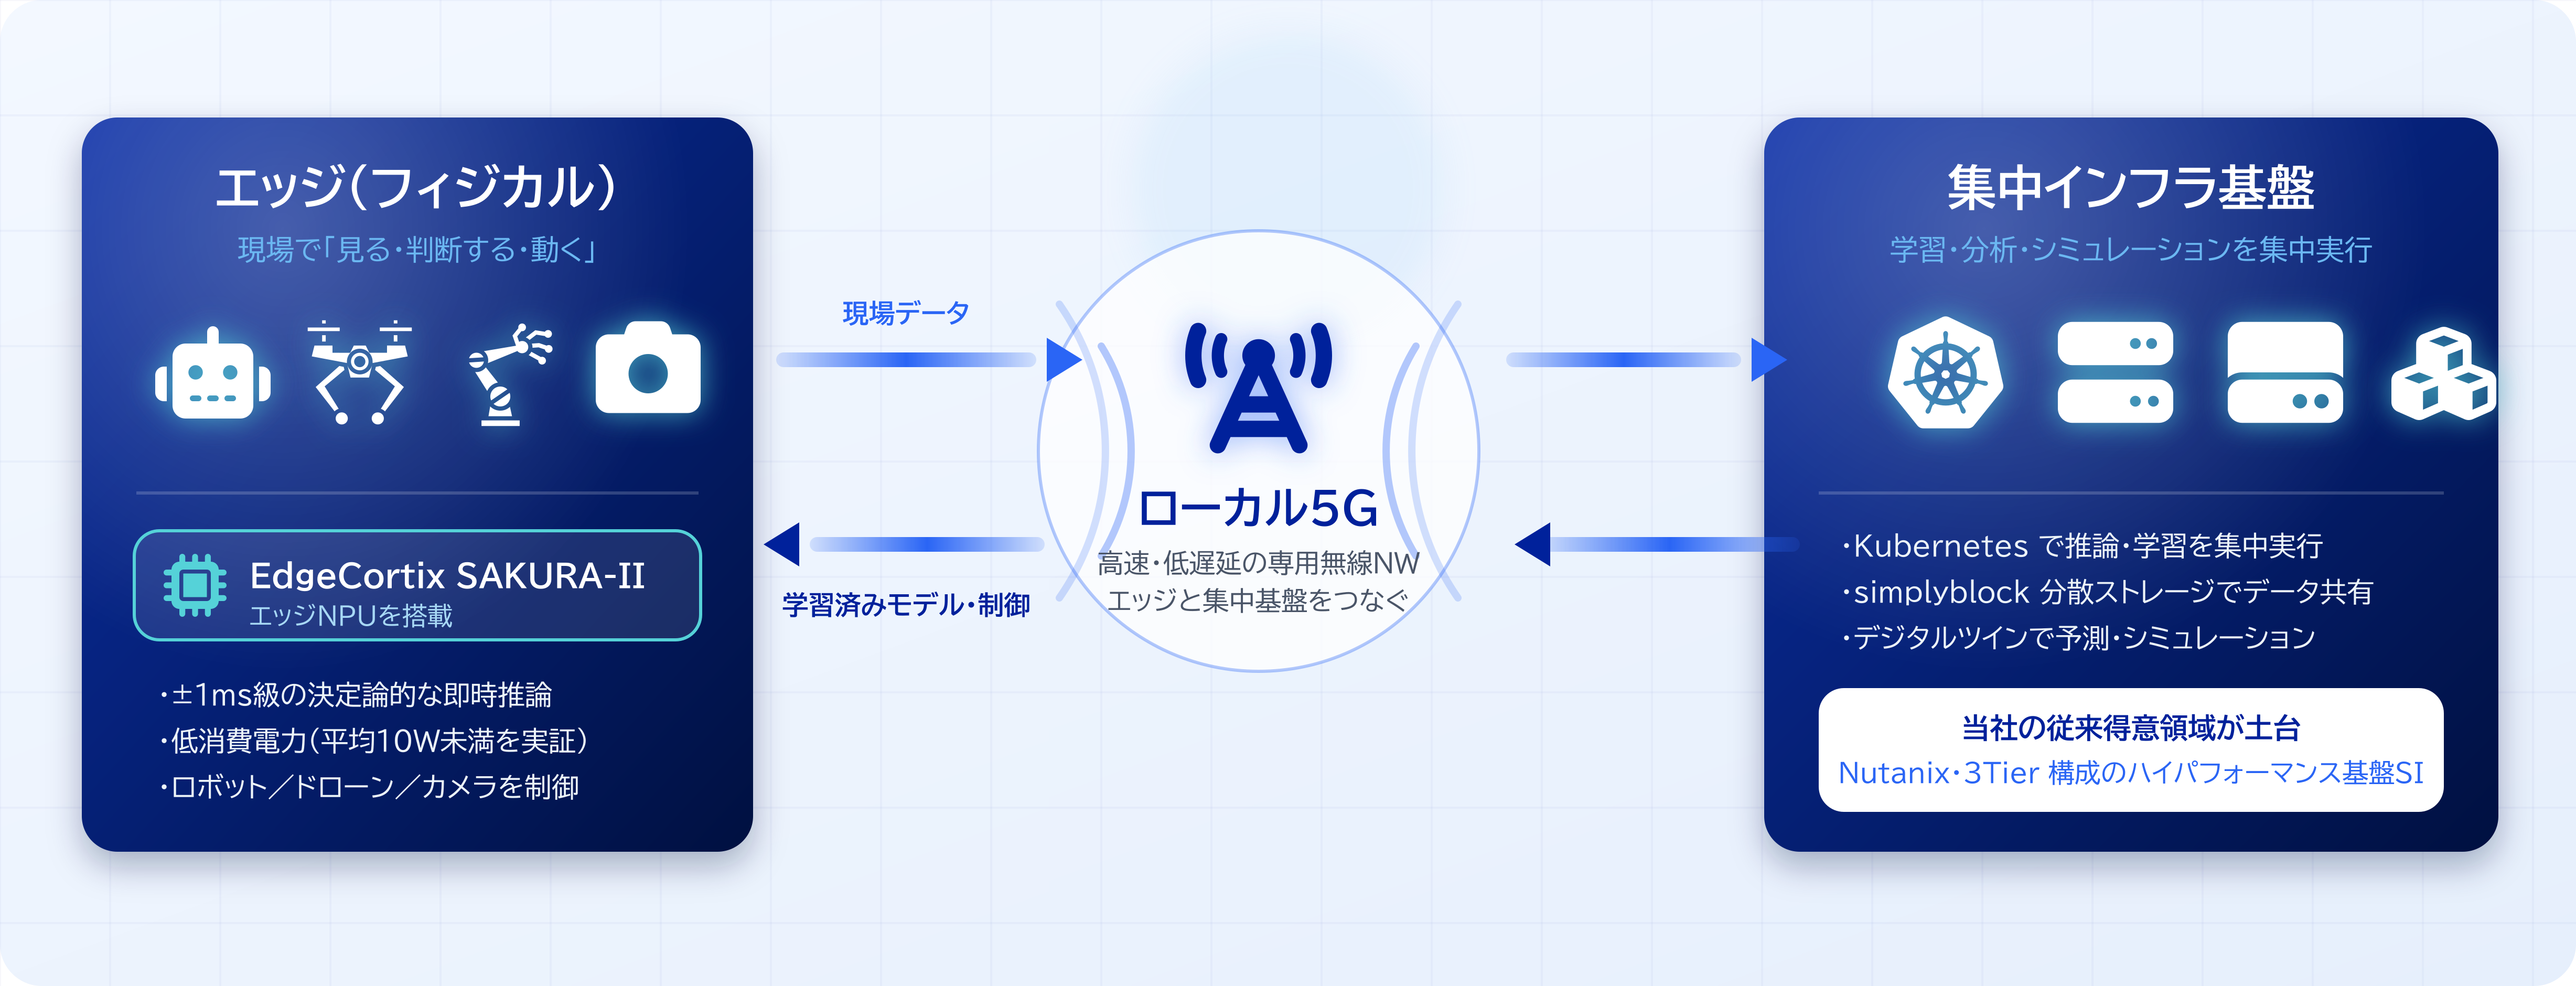 エッジ（フィジカル）
現場で「見る・判断する・動く」
EdgeCortix SAKURA-II
エッジNPUを搭載
・±1ms級の決定論的な即時推論
・低消費電力（平均10W未満を実証）
・ロボット／ドローン／カメラを制御
現場データ
学習済みモデル・制御
ローカル5G
高速・低遅延の専用無線NW
エッジと集中基盤をつなぐ
集中インフラ基盤
学習・分析・シミュレーションを集中実行
・Kubernetes で推論・学習を集中実行
・simplyblock 分散ストレージでデータ共有
・デジタルツインで予測・シミュレーション
当社の従来得意領域が土台
Nutanix・3Tier 構成のハイパフォーマンス基盤SI